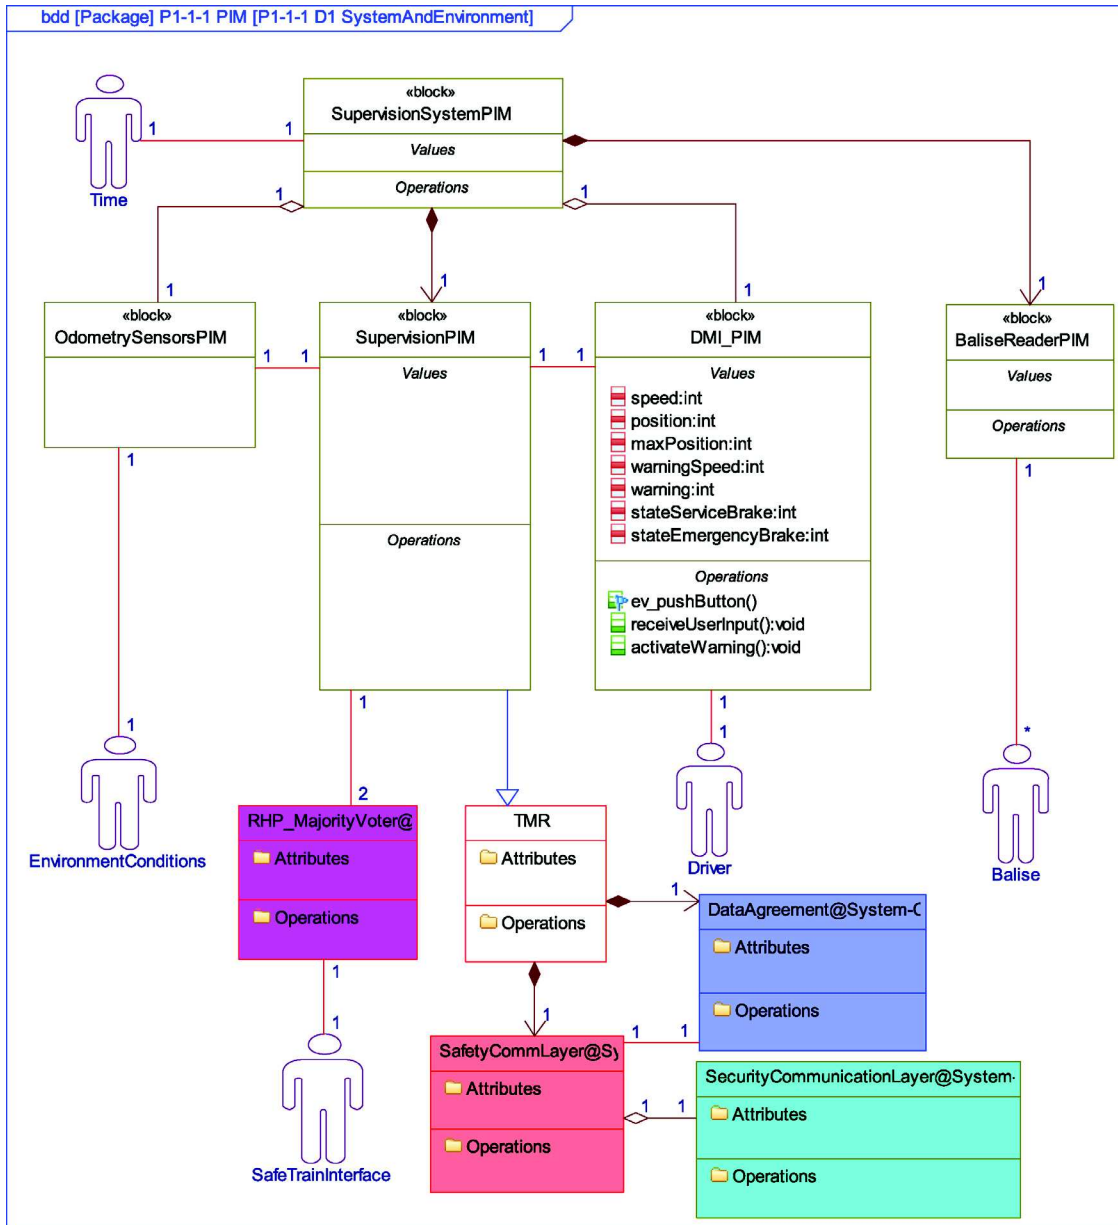 bdd [Package] P1-1-1 PIM [P1-1-1 D1 SystemAndEnvironment]
Time
1
1
«block»
SupervisionSystemPIM
Values
Operations
1
1
1
1
1
1
«block»
OdometrySensorsPIM
1
1
«block»
SupervisionPIM
Values
Operations
1
1
«block»
DMI_PIM
Values
speed:int
position:int
maxPosition:int
warningSpeed:int
warning:int
stateServiceBrake:int
stateEmergencyBrake:int
Operations
ev_pushButton()
receiveUserInput():void
activateWarning():void
«block»
BaliseReaderPIM
Values
Operations
1
1
EnvironmentConditions
1
2
1
1
Driver
1
*
Balise
RHP_MajorityVoter@
Attributes
Operations
1
1
SafeTrainInterface
TMR
Attributes
Operations
1
1
DataAgreement@System-C
Attributes
Operations
1
1
SafetyCommLayer@Sy
Attributes
Operations
1
1
SecurityCommunicationLayer@System-
Attributes
Operations